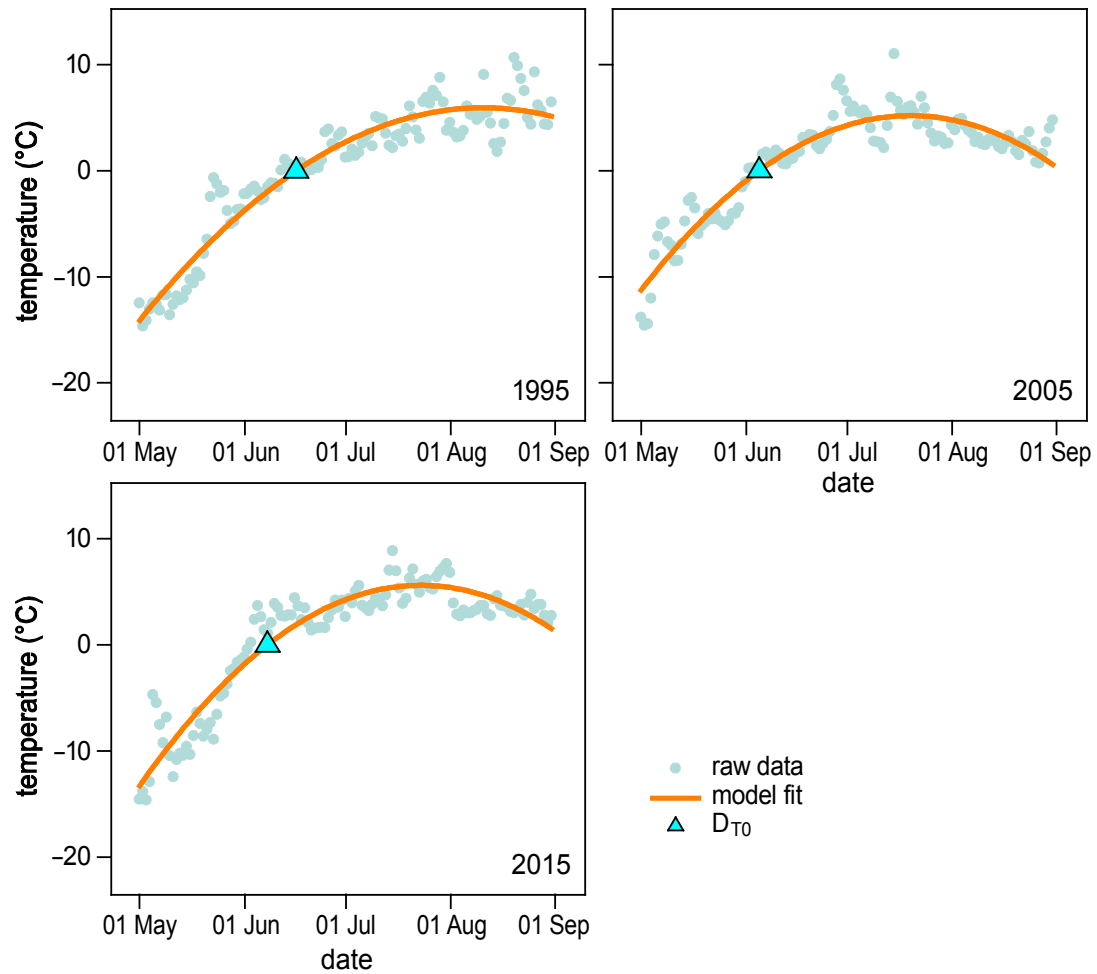 temperature (°C)
10
0
−10
−20
1995
01 May 01 Jun 01 Jul 01 Aug 01 Sep
2005
01 May 01 Jun 01 Jul 01 Aug 01 Sep
date
temperature (°C)
10
0
−10
−20
2015
01 May 01 Jun 01 Jul 01 Aug 01 Sep
date
raw data
model fit
DT0